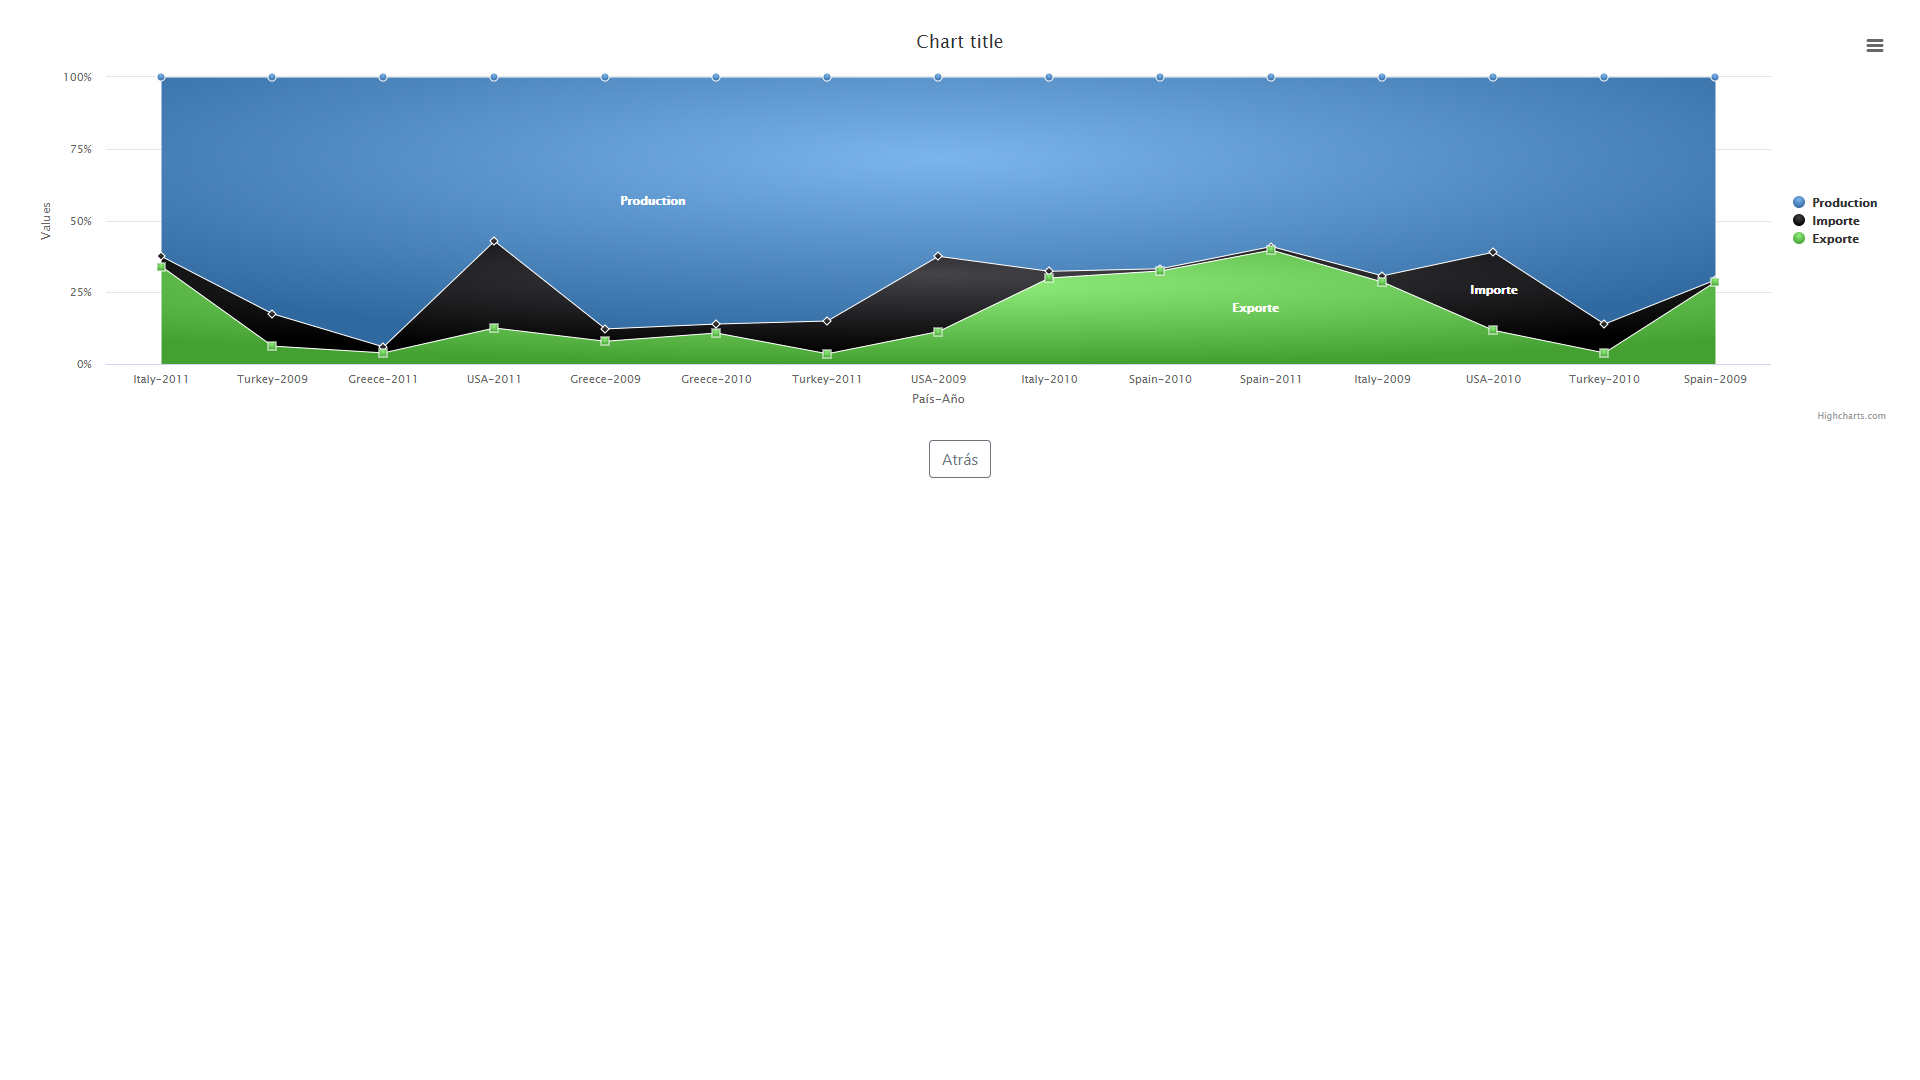 Chart title
100%
75%
50%
25%
0%
Values
Production
Importe
Exporte
Production
Importe
Exporte
Italy-2011 Turkey-2009 Greece-2011 USA-2011 Greece-2009 Greece-2010 Turkey-2011 USA-2009 Italy-2010 Spain-2010 Spain-2011 Italy-2009 USA-2010 Turkey-2010 Spain-2009
País-Año
Highcharts.com
Atrás